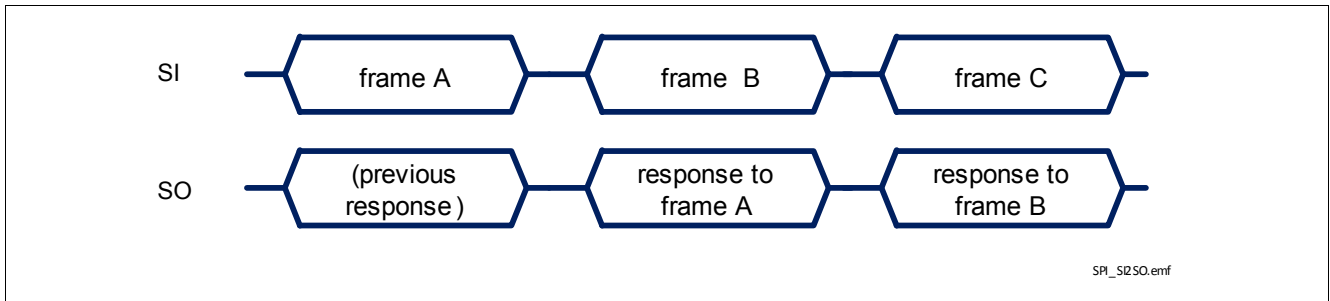 SI
frame A
frame B
frame C
SO
(previous
response)
response to
frame A
response to
frame B
SPI_SI2SO.emf